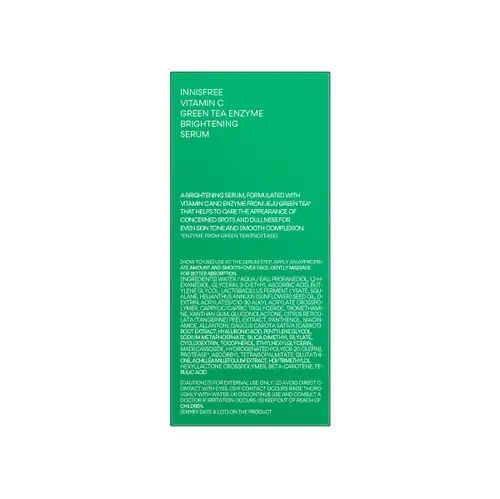 INNISFREE
VITAMIN C
GREEN TEA ENZYME
BRIGHTENING
SERUM
A BRIGHTENING SERUM, FORMULATED WITH
VITAMIN C AND ENZYME FROM JEJU GREEN TEA*
THAT HELPS TO CARE THE APPEARANCE OF
CONCERNED SPOTS AND DULLNESS FOR
EVEN SKIN TONE AND SMOOTH COMPLEXION.
*ENZYME FROM GREEN TEA(PROTEASE)
[HOW TO USE] USE AT THE SERUM STEP. APPLY AN APPROPRI-
ATE AMOUNT AND SMOOTH OVER FACE, GENTLY MASSAGE
FOR BETTER ABSORPTION.
[INGREDIENTS] WATER / AQUA / EAU, PROPANEDIOL, 1,2-H-
EXANEDIOL, GLYCERIN, 3-O-ETHYL ASCORBIC ACID, BUT-
YLENE GLYCOL, LACTOBACILLUS FERMENT LYSATE, SQU-
ALANE, HELIANTHUS ANNUUS (SUNFLOWER) SEED OIL, D-
EXTRIN, ACRYLATES/C10-30 ALKYL ACRYLATE CROSSPO-
LYMER, CAPRYLIC/CAPRIC TRIGLYCERIDE, TROMETHAM-
INE, XANTHAN GUM, GLUCONOLACTONE, CITRUS RETICU-
LATA (TANGERINE) PEEL EXTRACT, PANTHENOL, NIACIN-
AMIDE, ALLANTOIN, DAUCUS CAROTA SATIVA (CARROT)
ROOT EXTRACT, HYALURONIC ACID, PENTYLENE GLYCOL,
SODIUM METAPHOSPHATE, SILICA DIMETHYL SILYLATE,
CYCLODEXTRIN, TOCOPHEROL, ETHYLHEXYLGLYCERIN,
MADECASSOSIDE, HYDROGENATED POLY(C6-20 OLEFIN),
PROTEASE*, ASCORBYL TETRAISOPALMITATE, GLUTATHI-
ONE, ACHILLEA MILLEFOLIUM EXTRACT, HDI/TRIMETHYLOL
HEXYLLACTONE CROSSPOLYMER, BETA-CAROTENE, FE-
RULIC ACID
[CAUTION] (1) FOR EXTERNAL USE ONLY. (2) AVOID DIRECT C-
ONTACT WITH EYES. (3) IF CONTACT OCCURS RINSE THORO-
UGHLY WITH WATER. (4) DISCONTINUE USE AND CONSULT A
DOCTOR IF IRRITATION OCCURS. (5) KEEP OUT OF REACH OF
CHILDREN.
[EXPIRY DATE & LOT] ON THE PRODUCT